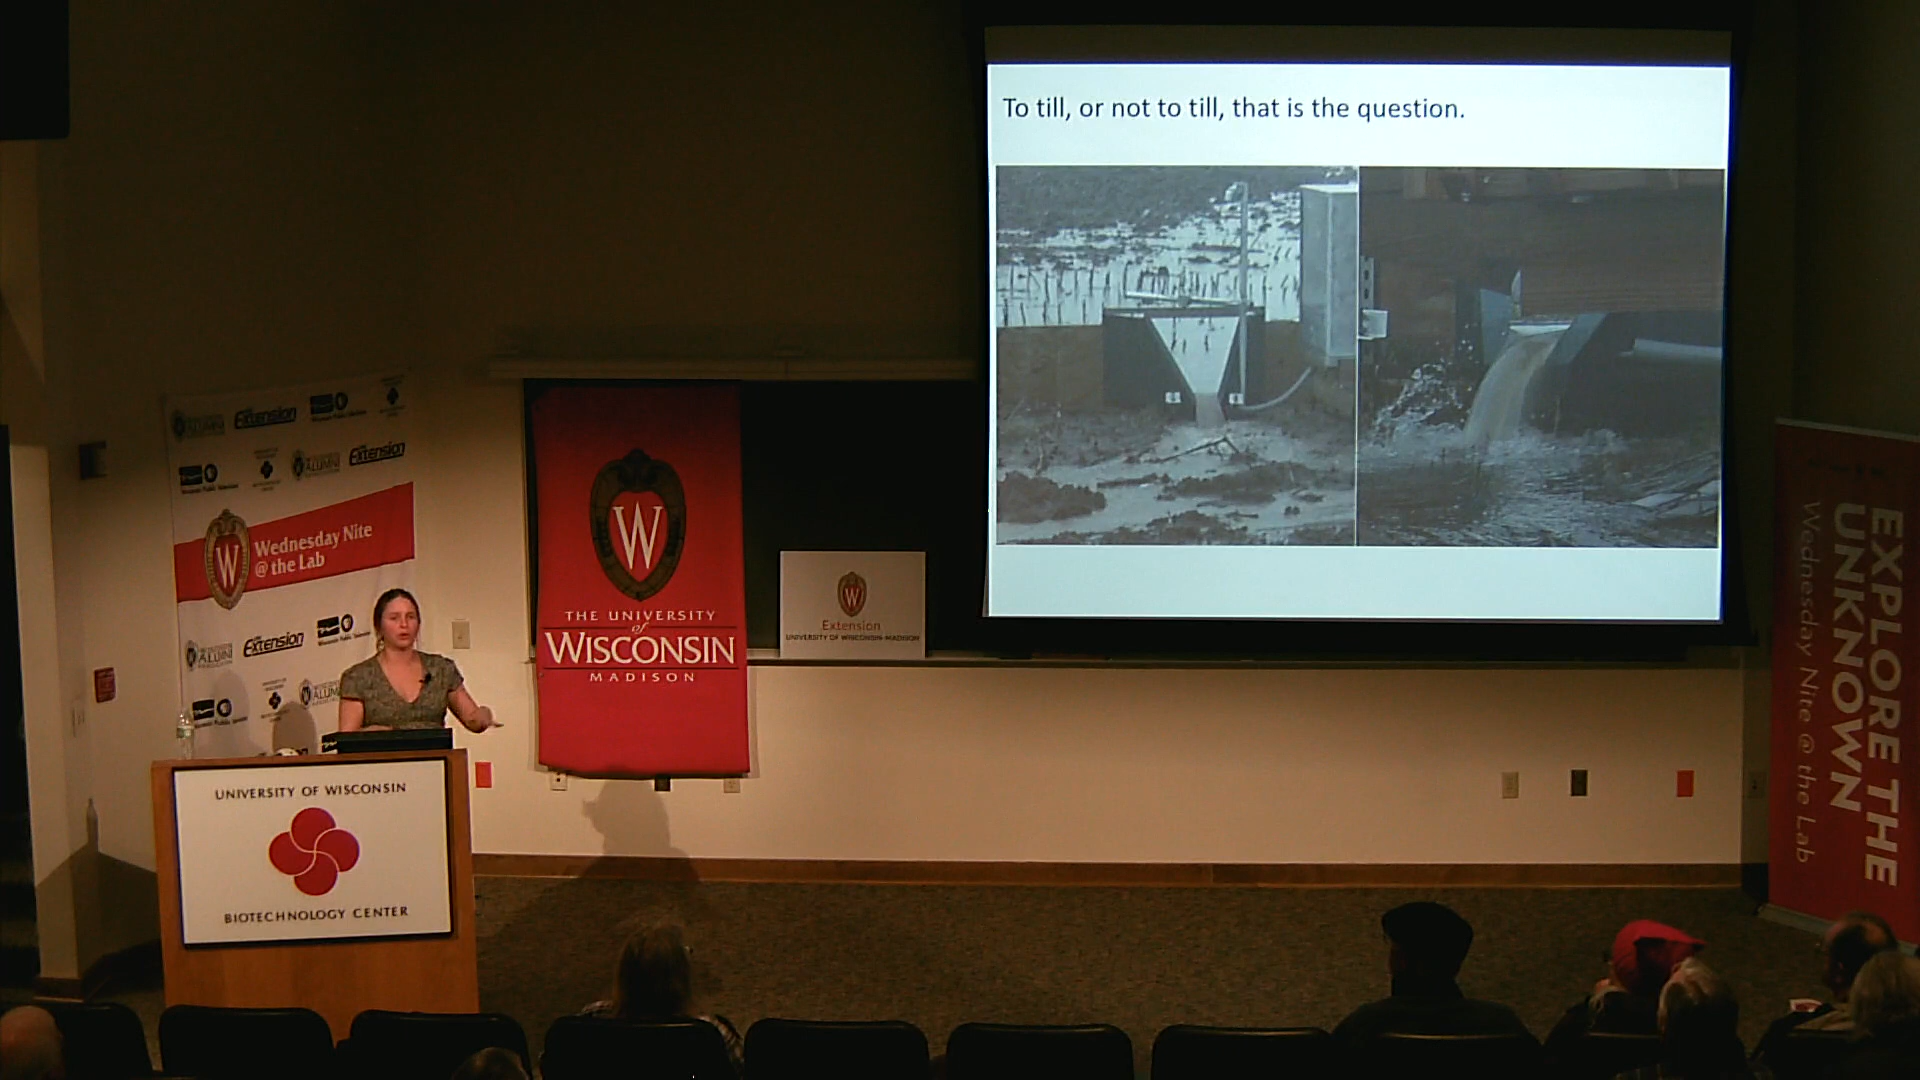 To till, or not to till, that is the question.
Extension
Extension
Wednesday Nite
@ the Lab
Extension
W
THE UNIVERSITY
of
WISCONSIN
MADISON
W
Extension
UNIVERSITY OF WISCONSIN-MADISON
UNIVERSITY OF WISCONSIN
BIOTECHNOLOGY CENTER
EXPLORE THE
UNKNOWN
Wednesday Nite @ the Lab